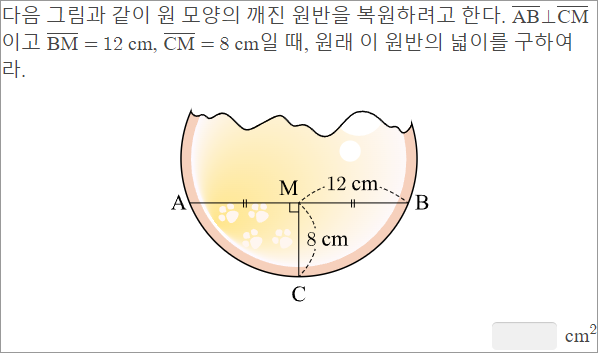 다음 그림과 같이 원 모양의 깨진 원반을 복원하려고 한다. AB⊥CM
이고 BM = 12 cm, CM = 8 cm일 때, 원래 이 원반의 넓이를 구하여
라.
M
12 cm
A
B
8 cm
C
cm²